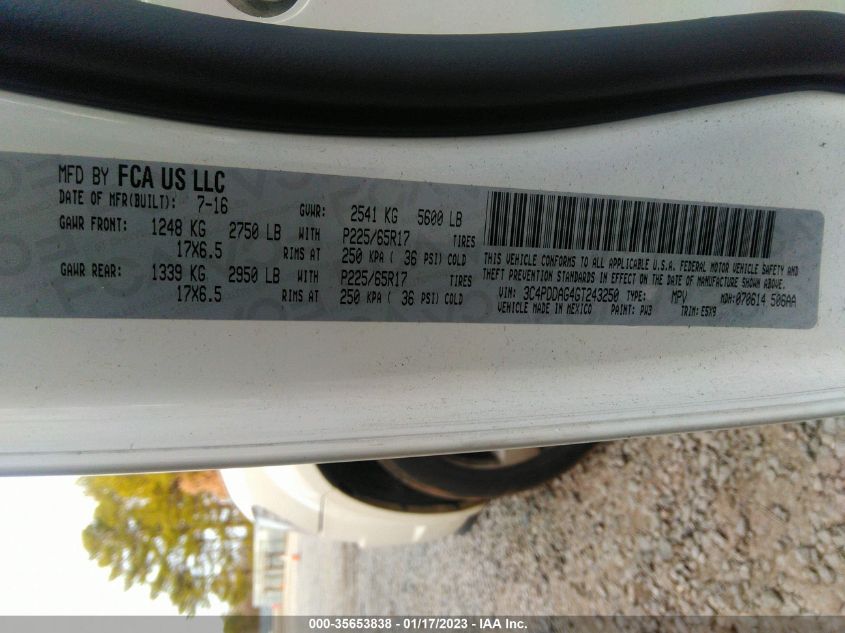 MFD BY FCA US LLC
DATE OF MFR(BUILT): 7-16 GVWR: 2541 KG 5600 LB
GAWR FRONT: 1248 KG 2750 LB WITH P225/65R17 TIRES
17X6.5 RIMS AT 250 KPA ( 36 PSI) COLD
GAWR REAR: 1339 KG 2950 LB WITH P225/65R17 TIRES
17X6.5 RIMS AT 250 KPA ( 36 PSI) COLD
THIS VEHICLE CONFORMS TO ALL APPLICABLE U.S.A. FEDERAL MOTOR VEHICLE SAFETY AND
THEFT PREVENTION STANDARDS IN EFFECT ON THE DATE OF MANUFACTURE SHOWN ABOVE.
VIN: 3C4PDDAG4GT243250 TYPE: MPV MDH: 070614 506AA
VEHICLE MADE IN MEXICO PAINT: PW3 TRIM: E5X9
000-35653838 - 01/17/2023 - IAA Inc.